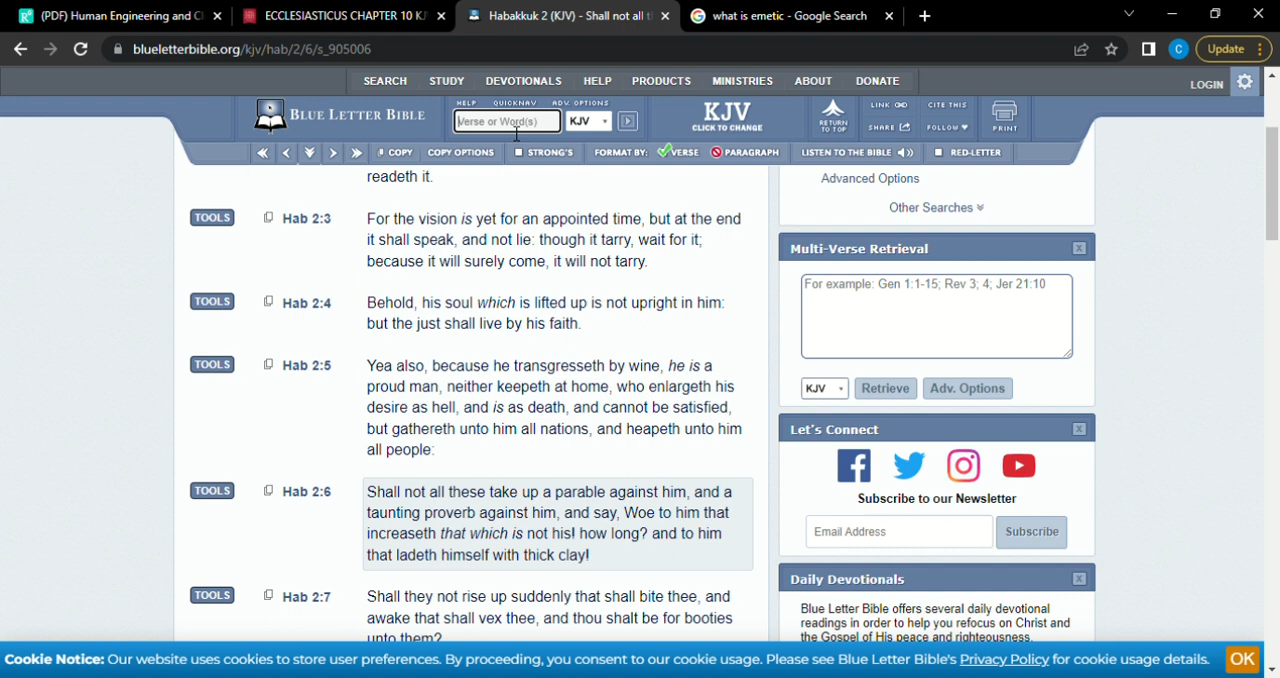 (PDF) Human Engineering and C
ECCLESIASTICUS CHAPTER 10 KJ
Habakkuk 2 (KJV) - Shall not all t
what is emetic - Google Search
blueletterbible.org/kjv/hab/2/6/s_905006
C
Update
SEARCH STUDY DEVOTIONALS HELP PRODUCTS MINISTRIES ABOUT DONATE
LOGIN
BLUE LETTER BIBLE
HELP QUICKNAV ADV. OPTIONS
Verse or Word(s)
KJV
KJV
CLICK TO CHANGE
RETURN TO TOP
LINK
CITE THIS
SHARE
FOLLOW
PRINT
COPY COPY OPTIONS STRONG'S FORMAT BY: VERSE PARAGRAPH LISTEN TO THE BIBLE RED-LETTER
readeth it.
TOOLS Hab 2:3 For the vision is yet for an appointed time, but at the end
it shall speak, and not lie: though it tarry, wait for it;
because it will surely come, it will not tarry.
TOOLS Hab 2:4 Behold, his soul which is lifted up is not upright in him:
but the just shall live by his faith.
TOOLS Hab 2:5 Yea also, because he transgresseth by wine, he is a
proud man, neither keepeth at home, who enlargeth his
desire as hell, and is as death, and cannot be satisfied,
but gathereth unto him all nations, and heapeth unto him
all people:
TOOLS Hab 2:6 Shall not all these take up a parable against him, and a
taunting proverb against him, and say, Woe to him that
increaseth that which is not his! how long? and to him
that ladeth himself with thick clay!
TOOLS Hab 2:7 Shall they not rise up suddenly that shall bite thee, and
awake that shall vex thee, and thou shalt be for booties
unto them?
Advanced Options
Other Searches
Multi-Verse Retrieval
For example: Gen 1:1-15; Rev 3; 4; Jer 21:10
KJV Retrieve Adv. Options
Let's Connect
Subscribe to our Newsletter
Email Address Subscribe
Daily Devotionals
Blue Letter Bible offers several daily devotional
readings in order to help you refocus on Christ and
the Gospel of His peace and righteousness.
Cookie Notice: Our website uses cookies to store user preferences. By proceeding, you consent to our cookie usage. Please see Blue Letter Bible's Privacy Policy for cookie usage details. OK